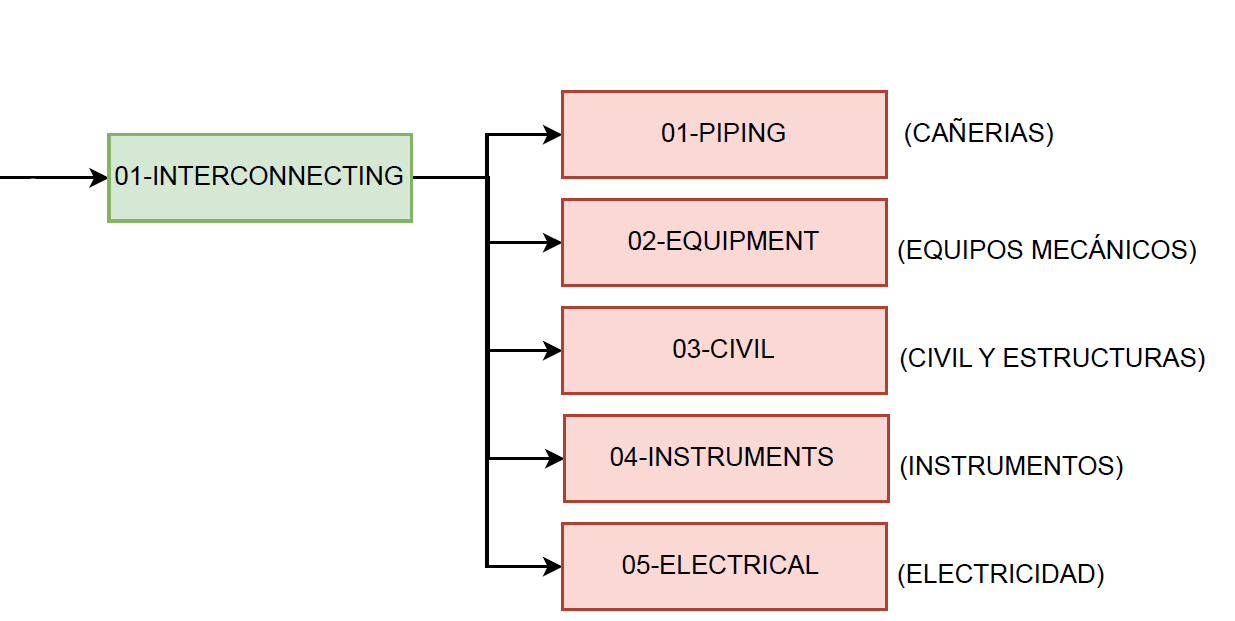 01-INTERCONNECTING
01-PIPING
(CAÑERIAS)
02-EQUIPMENT
(EQUIPOS MECÁNICOS)
03-CIVIL
(CIVIL Y ESTRUCTURAS)
04-INSTRUMENTS
(INSTRUMENTOS)
05-ELECTRICAL
(ELECTRICIDAD)